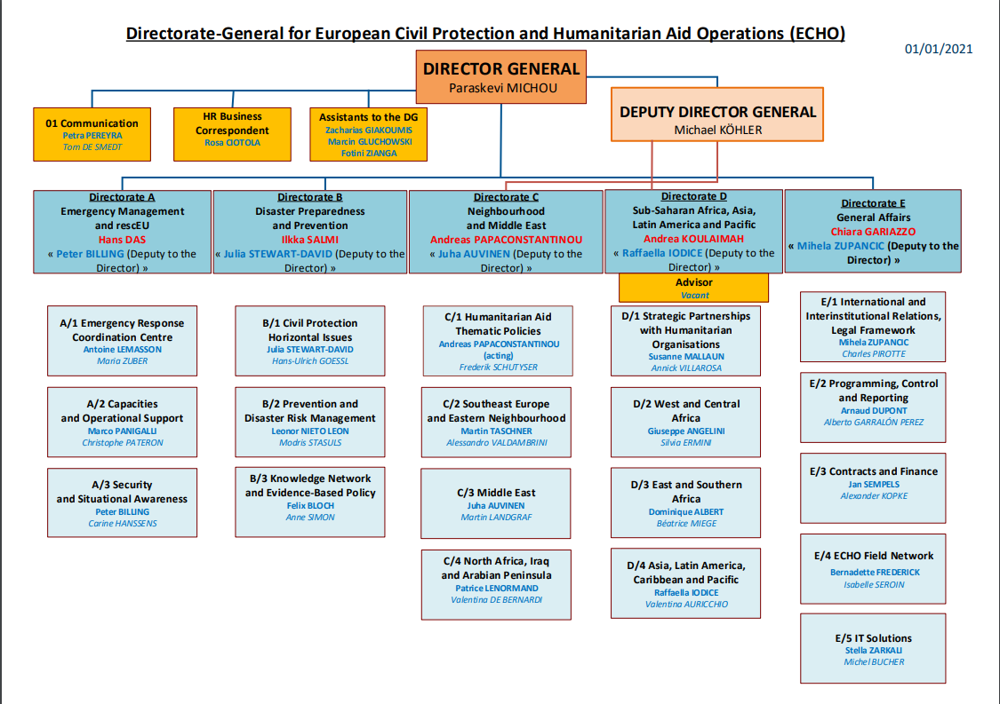 Directorate-General for European Civil Protection and Humanitarian Aid Operations (ECHO)
01/01/2021
DIRECTOR GENERAL
Paraskevi MICHOU
DEPUTY DIRECTOR GENERAL
Michael KÖHLER
01 Communication
Petra PEREYRA
Tom DE SMEDT
HR Business
Correspondent
Rosa CIOTOLA
Assistants to the DG
Zacharias GIAKOUMIS
Marcin GLUCHOWSKI
Fotini ZIANGA
Directorate A
Emergency Management
and rescEU
Hans DAS
« Peter BILLING (Deputy to the
Director) »
Directorate B
Disaster Preparedness
and Prevention
Ilkka SALMI
« Julia STEWART-DAVID (Deputy to the
Director) »
Directorate C
Neighbourhood
and Middle East
Andreas PAPACONSTANTINOU
« Juha AUVINEN (Deputy to the
Director) »
Directorate D
Sub-Saharan Africa, Asia,
Latin America and Pacific
Andrea KOULAIMAH
« Raffaella IODICE (Deputy to the
Director) »
Directorate E
General Affairs
Chiara GARIAZZO
« Mihela ZUPANCIC (Deputy to the
Director) »
Advisor
Vacant
A/1 Emergency Response
Coordination Centre
Antoine LEMASSON
Maria ZUBER
A/2 Capacities
and Operational Support
Marco PANIGALLI
Christophe PATERON
A/3 Security
and Situational Awareness
Peter BILLING
Carine HANSSENS
B/1 Civil Protection
Horizontal Issues
Julia STEWART-DAVID
Hans-Ulrich GOESSL
B/2 Prevention and
Disaster Risk Management
Leonor NIETO LEON
Modris STASULS
B/3 Knowledge Network
and Evidence-Based Policy
Felix BLOCH
Anne SIMON
C/1 Humanitarian Aid
Thematic Policies
Andreas PAPACONSTANTINOU
(acting)
Frederik SCHUTYSER
C/2 Southeast Europe
and Eastern Neighbourhood
Martin TASCHNER
Alessandro VALDAMBRINI
C/3 Middle East
Juha AUVINEN
Martin LANDGRAF
C/4 North Africa, Iraq
and Arabian Peninsula
Patrice LENORMAND
Valentina DE BERNARDI
D/1 Strategic Partnerships
with Humanitarian
Organisations
Susanne MALLAUN
Annick VILLAROSA
D/2 West and Central
Africa
Giuseppe ANGELINI
Silvia ERMINI
D/3 East and Southern
Africa
Dominique ALBERT
Béatrice MIEGE
D/4 Asia, Latin America,
Caribbean and Pacific
Raffaella IODICE
Valentina AURICCHIO
E/1 International and
Interinstitutional Relations,
Legal Framework
Mihela ZUPANCIC
Charles PIROTTE
E/2 Programming, Control
and Reporting
Arnaud DUPONT
Alberto GARRALÓN PEREZ
E/3 Contracts and Finance
Jan SEMPELS
Alexander KOPKE
E/4 ECHO Field Network
Bernadette FREDERICK
Isabelle SEROIN
E/5 IT Solutions
Stella ZARKALI
Michel BUCHER